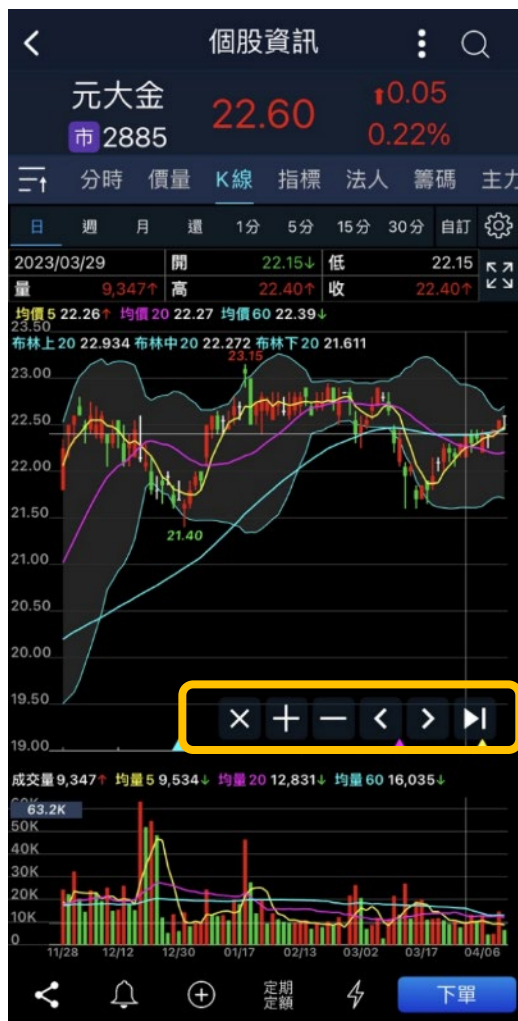 個股資訊
元大金 22.60 0.05
市 2885 0.22%
分時 價量 K線 指標 法人 籌碼 主力
日 週 月 還 1分 5分 15分 30分 自訂
2023/03/29 開 22.15↓ 低 22.15
量 9,347↑ 高 22.40↑ 收 22.40↑
均價5 22.26↑ 均價20 22.27 均價60 22.39↓
23.50
布林上20 22.934 布林中20 22.272 布林下20 21.611
23.15
23.00
22.50
22.00
21.50
21.40
21.00
20.50
20.00
19.50
19.00
成交量9,347↑ 均量5 9,534↓ 均量20 12,831↓ 均量60 16,035↓
63.2K
50K
40K
30K
20K
10K
0
11/28 12/12 12/30 01/17 02/13 03/02 03/17 04/06
定期
定額
下單